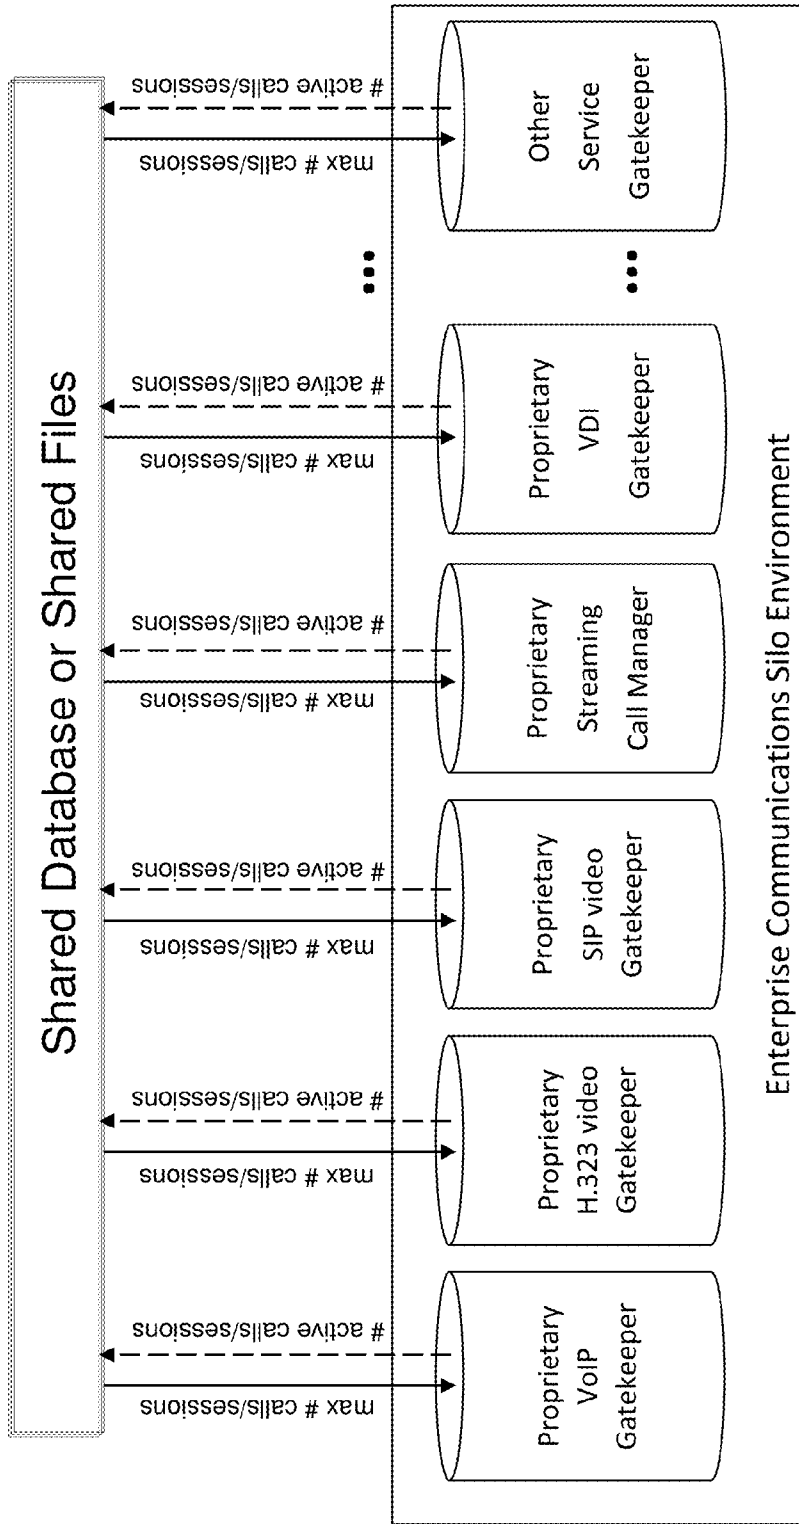 Shared Database or Shared Files
max # calls/sessions
# active calls/sessions
max # calls/sessions
# active calls/sessions
max # calls/sessions
# active calls/sessions
max # calls/sessions
# active calls/sessions
max # calls/sessions
# active calls/sessions
•••
max # calls/sessions
# active calls/sessions
Proprietary
VoIP
Gatekeeper
Proprietary
H.323 video
Gatekeeper
Proprietary
SIP video
Gatekeeper
Proprietary
Streaming
Call Manager
Proprietary
VDI
Gatekeeper
•••
Other
Service
Gatekeeper
Enterprise Communications Silo Environment